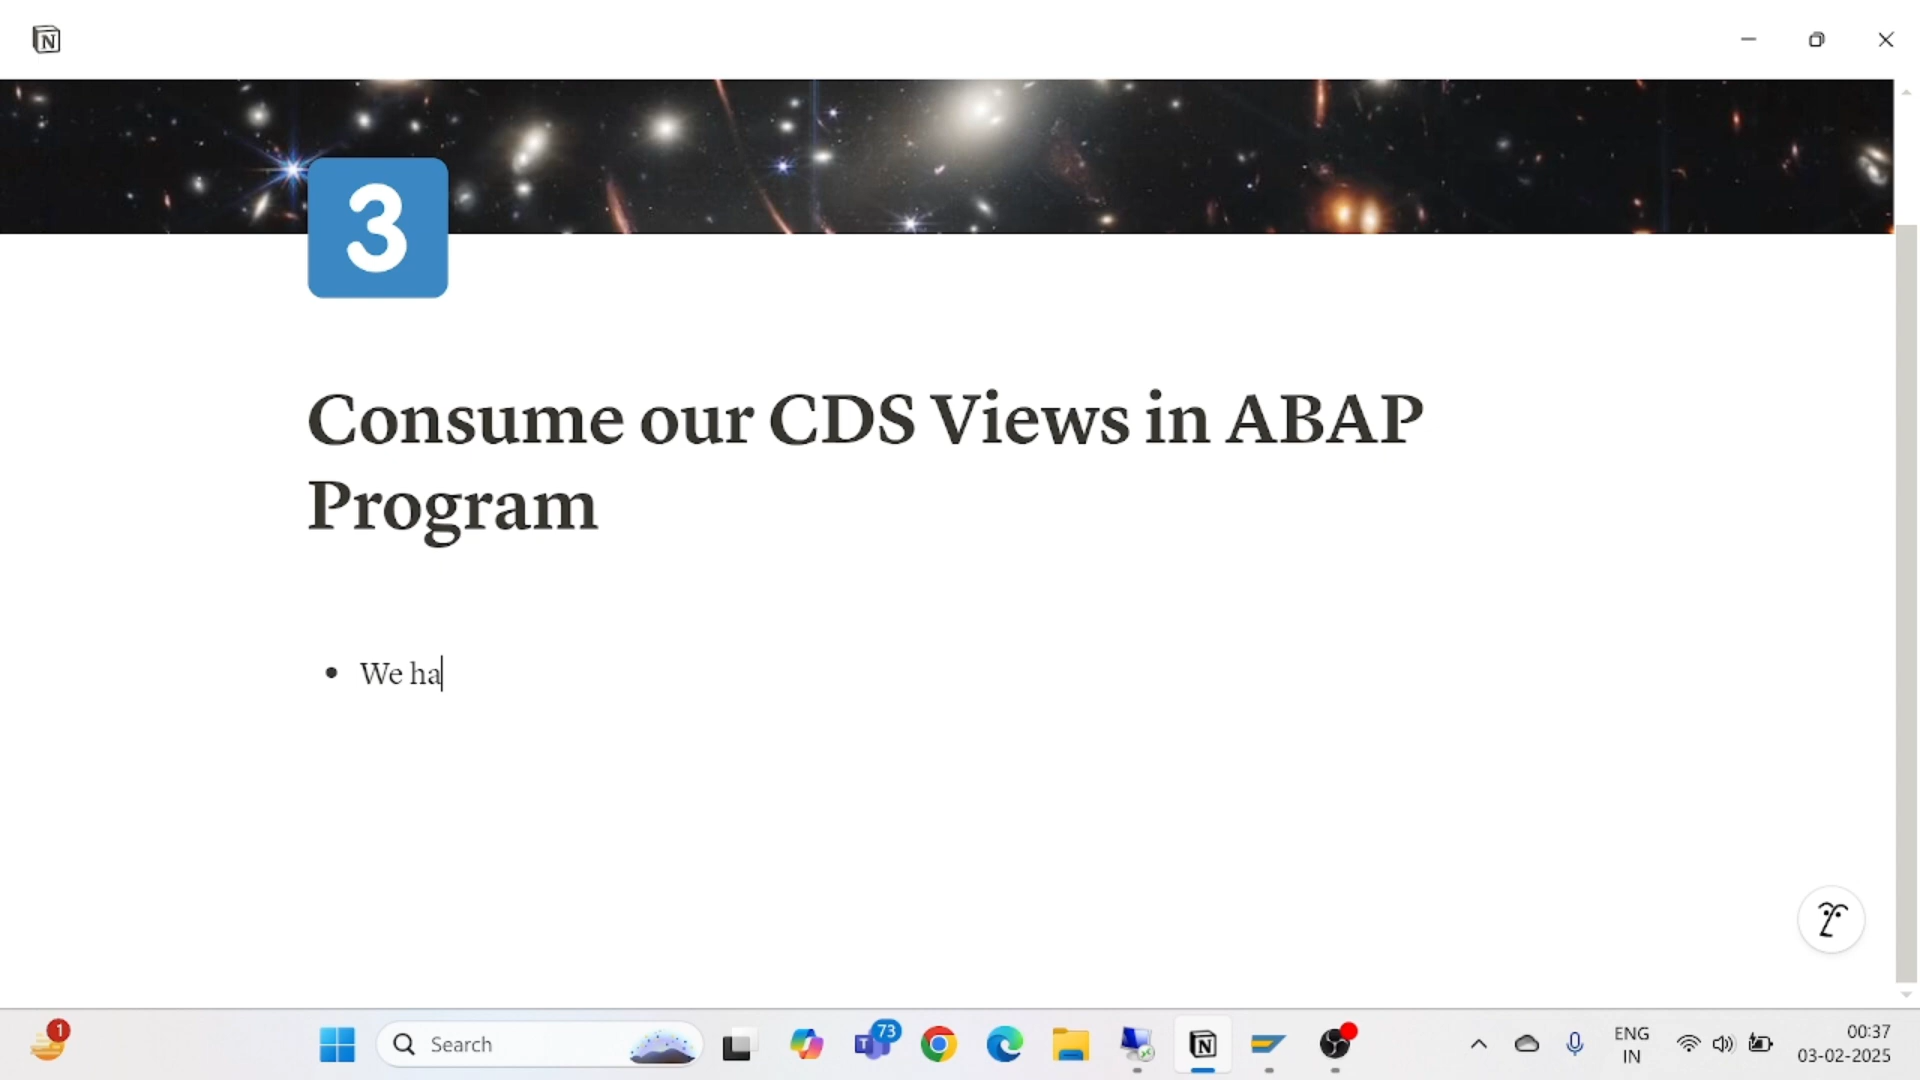 3
Consume our CDS Views in ABAP
Program
We ha
1
Search
73
ENG
IN
00:37
03-02-2025